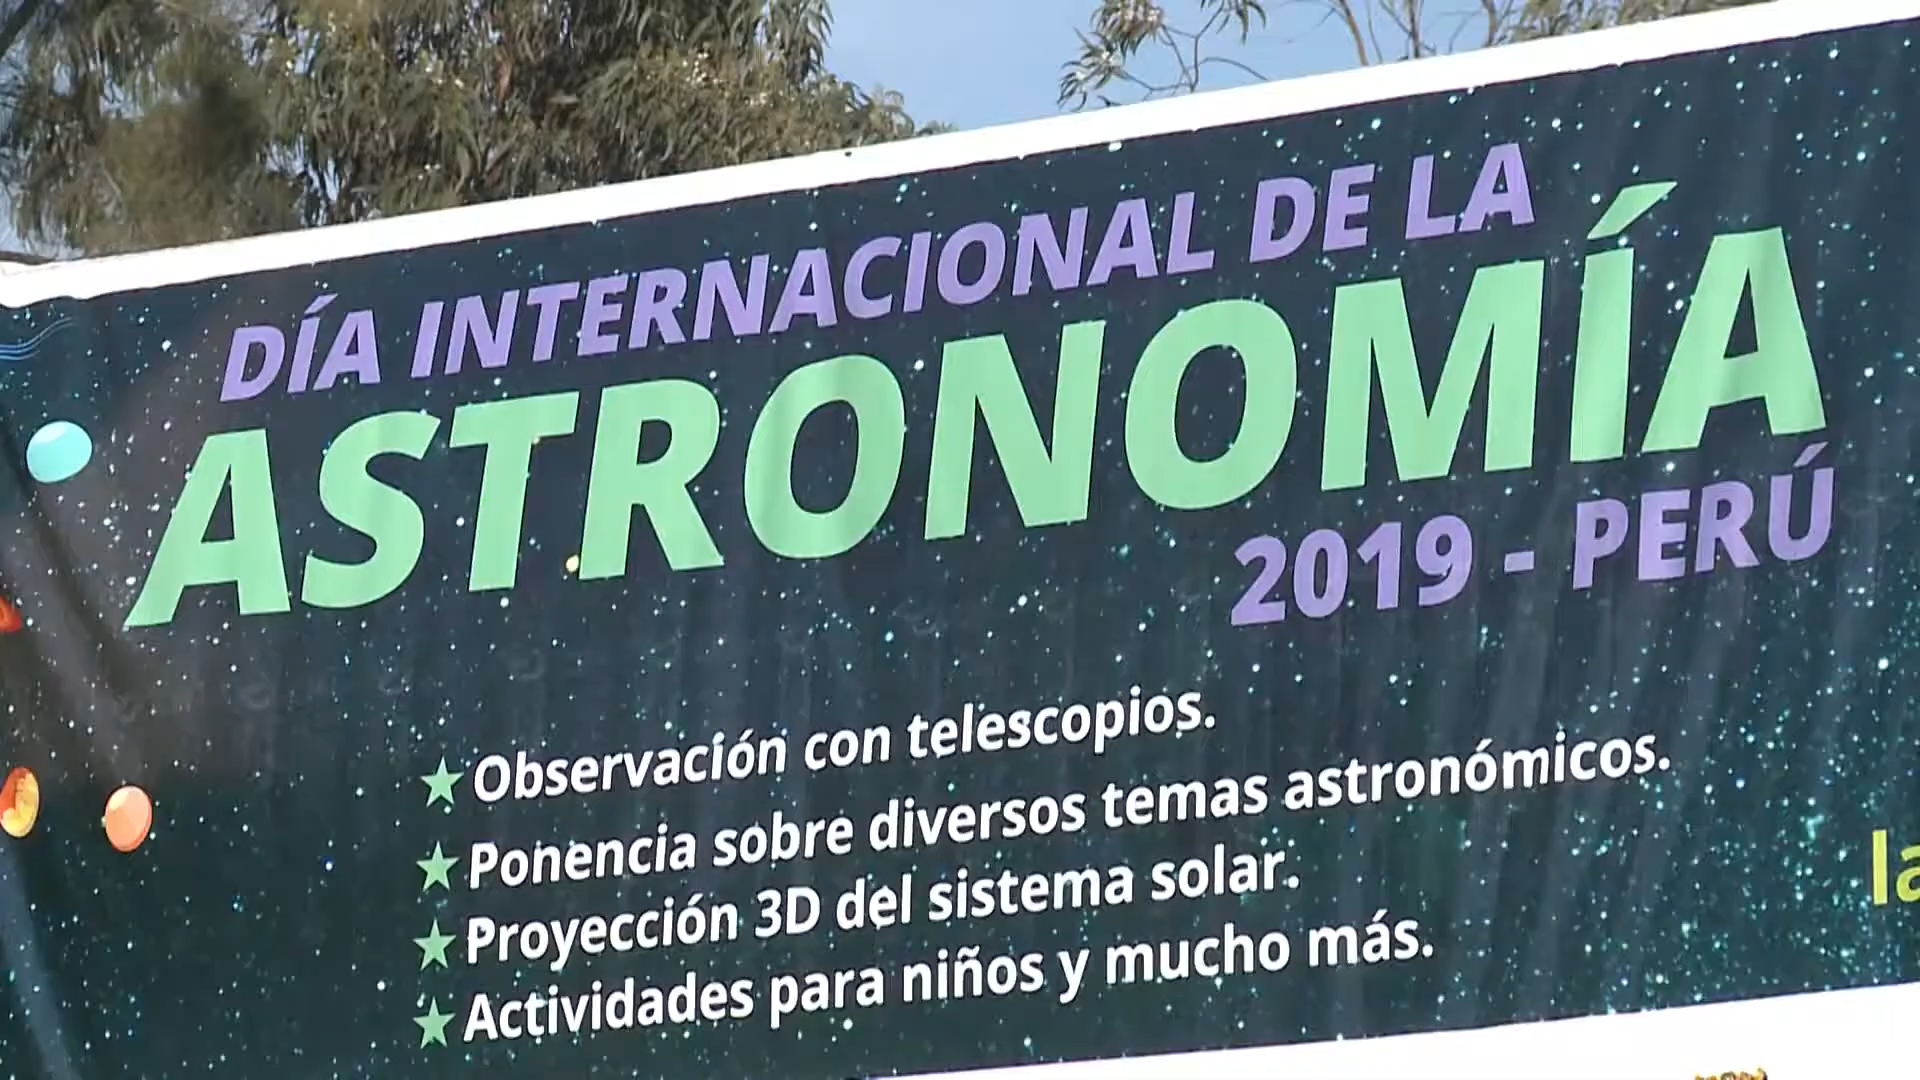 DÍA INTERNACIONAL DE LA
ASTRONOMÍA
2019 - PERÚ
★ Observación con telescopios.
★ Ponencia sobre diversos temas astronómicos.
★ Proyección 3D del sistema solar.
★ Actividades para niños y mucho más.